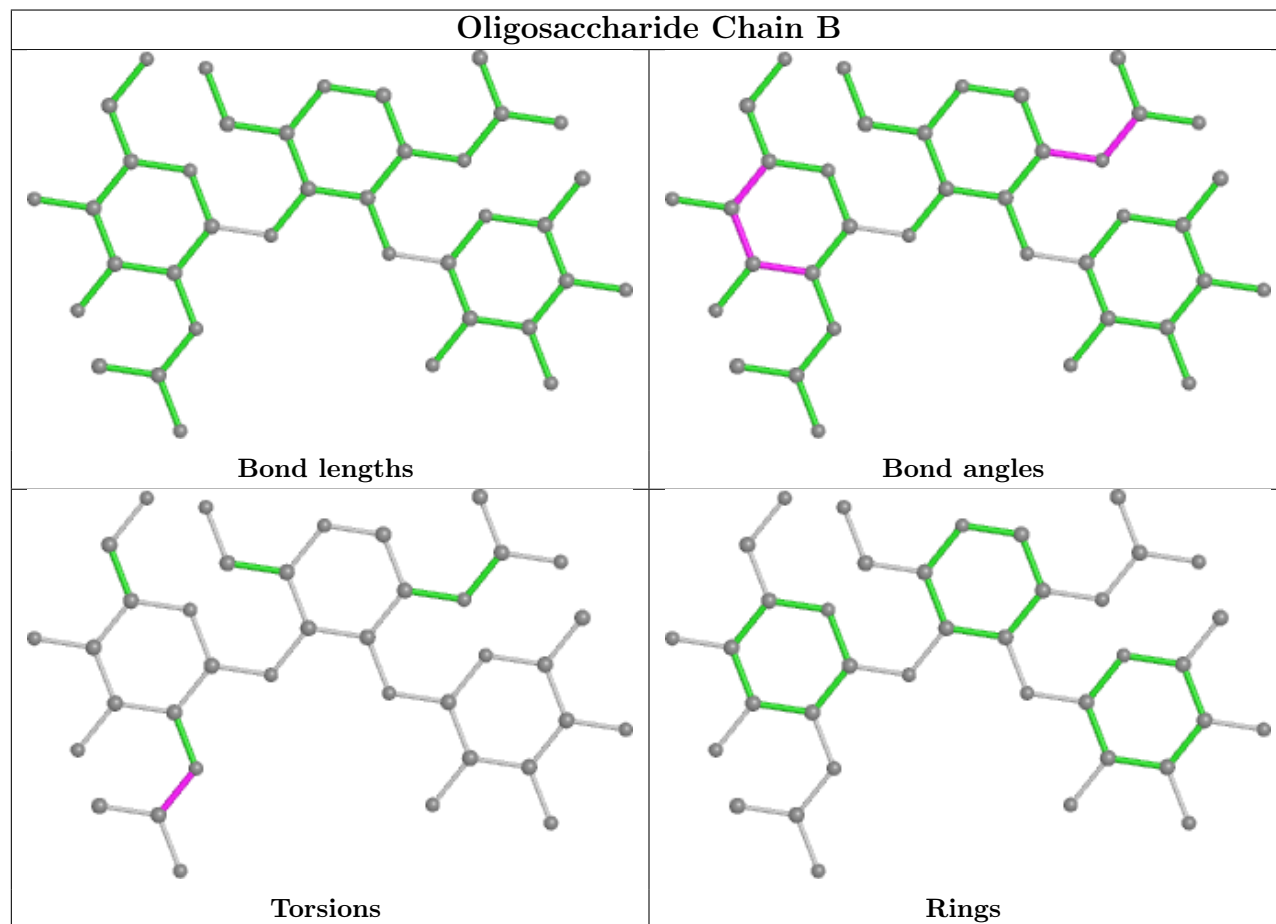 Oligosaccharide Chain B
Bond lengths
Bond angles
Torsions
Rings